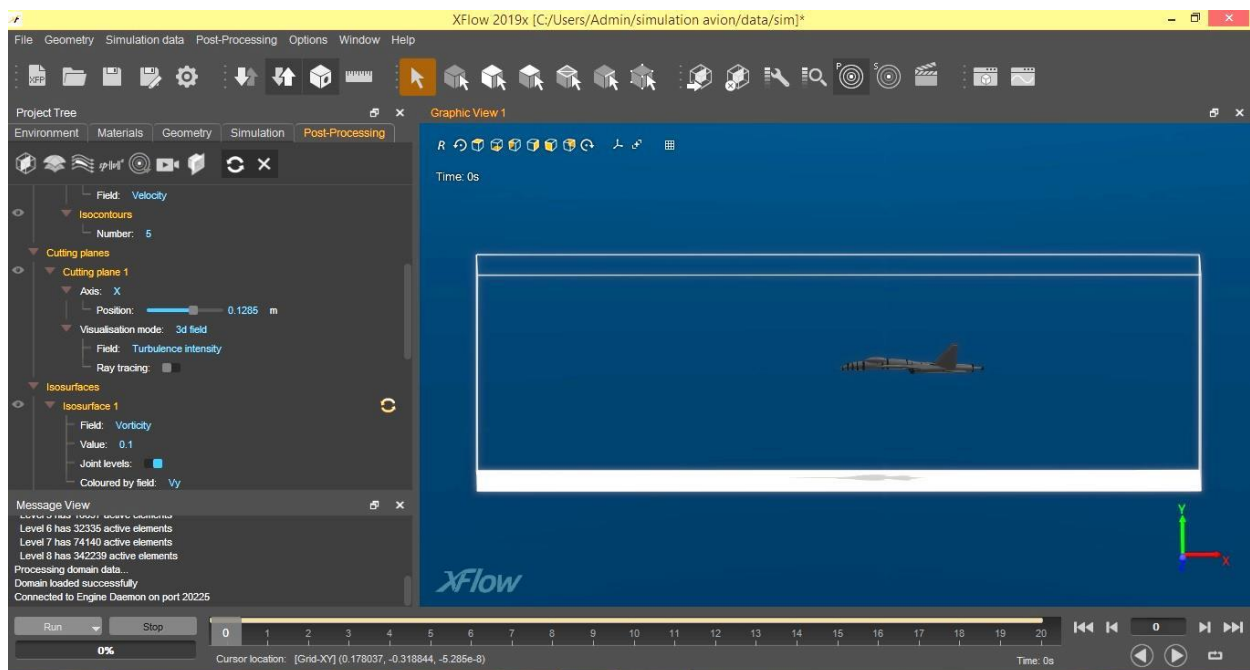 XFlow 2019x [C:/Users/Admin/simulation avion/data/sim]*
File Geometry Simulation data Post-Processing Options Window Help
XFP
P
S
Project Tree
Environment Materials Geometry Simulation Post-Processing
Field: Velocity
Isocontours
Number: 5
Cutting planes
Cutting plane 1
Axis: X
Position: 0.1285 m
Visualisation mode: 3d field
Field: Turbulence intensity
Ray tracing:
Isosurfaces
Isosurface 1
Field: Vorticity
Value: 0.1
Joint levels:
Coloured by field: Vy
Message View
active elements
Level 6 has 32335 active elements
Level 7 has 74140 active elements
Level 8 has 342239 active elements
Processing domain data...
Domain loaded successfully
Connected to Engine Daemon on port 20225
Graphic View 1
R
Time: 0s
Y
X
XFlow
Run Stop
0%
0 1 2 3 4 5 6 7 8 9 10 11 12 13 14 15 16 17 18 19 20
0
Cursor location: [Grid-XY] (0.178037, -0.318844, -5.285e-8)
Time: 0s